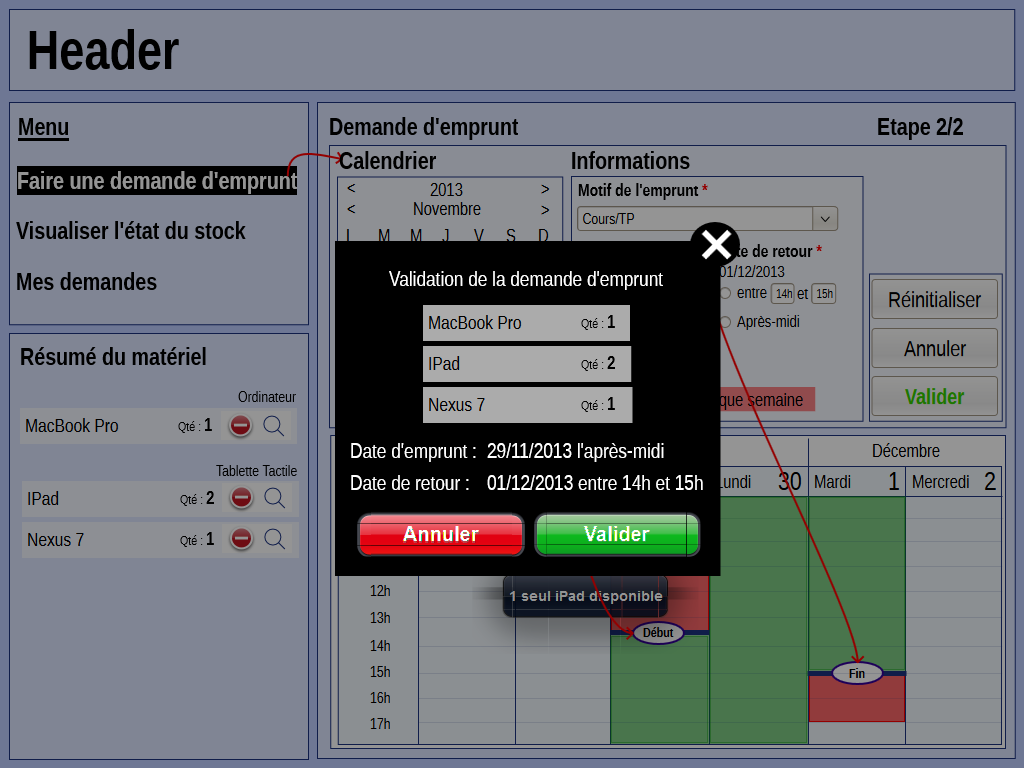 Header
Menu
Faire une demande d'emprunt
Visualiser l'état du stock
Mes demandes
Résumé du matériel
Ordinateur
MacBook Pro Qté : 1
Tablette Tactile
IPad Qté : 2
Nexus 7 Qté : 1
Demande d'emprunt Etape 2/2
Calendrier
< 2013 >
< Novembre >
L M M J V S D
Informations
Motif de l'emprunt *
Cours/TP
de retour *
01/12/2013
entre 14h et 15h
Après-midi
que semaine
Réinitialiser
Annuler
Valider
Validation de la demande d'emprunt
MacBook Pro Qté : 1
IPad Qté : 2
Nexus 7 Qté : 1
Date d'emprunt : 29/11/2013 l'après-midi
Date de retour : 01/12/2013 entre 14h et 15h
Annuler Valider
Décembre
Lundi 30 Mardi 1 Mercredi 2
12h
1 seul iPad disponible
13h
Début
14h
15h
Fin
16h
17h